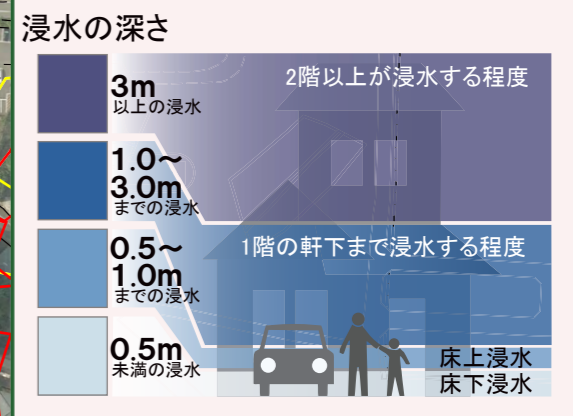 浸水の深さ
3m
以上の浸水
2階以上が浸水する程度
1.0～
3.0m
までの浸水
0.5～
1.0m
までの浸水
1階の軒下まで浸水する程度
0.5m
未満の浸水
床上浸水
床下浸水